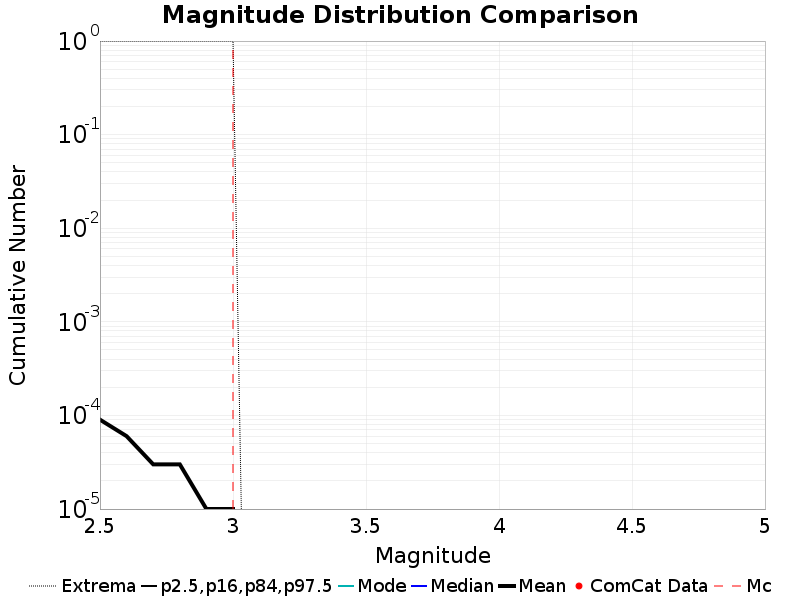 Magnitude Distribution Comparison
Cumulative Number
10^0
10^-1
10^-2
10^-3
10^-4
10^-5
2.5 3 3.5 4 4.5 5
Magnitude
Extrema p2.5,p16,p84,p97.5 Mode Median Mean ComCat Data Mc